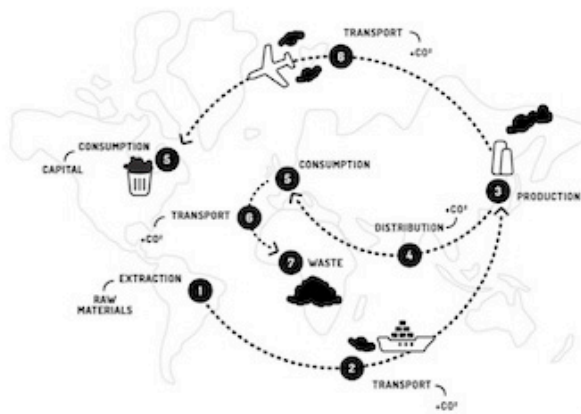 TRANSPORT
+CO²
6
CONSUMPTION
5
CAPITAL
CONSUMPTION
5
3
PRODUCTION
+CO²
DISTRIBUTION
4
TRANSPORT
6
+CO²
7
WASTE
EXTRACTION
1
RAW
MATERIALS
2
TRANSPORT
+CO²